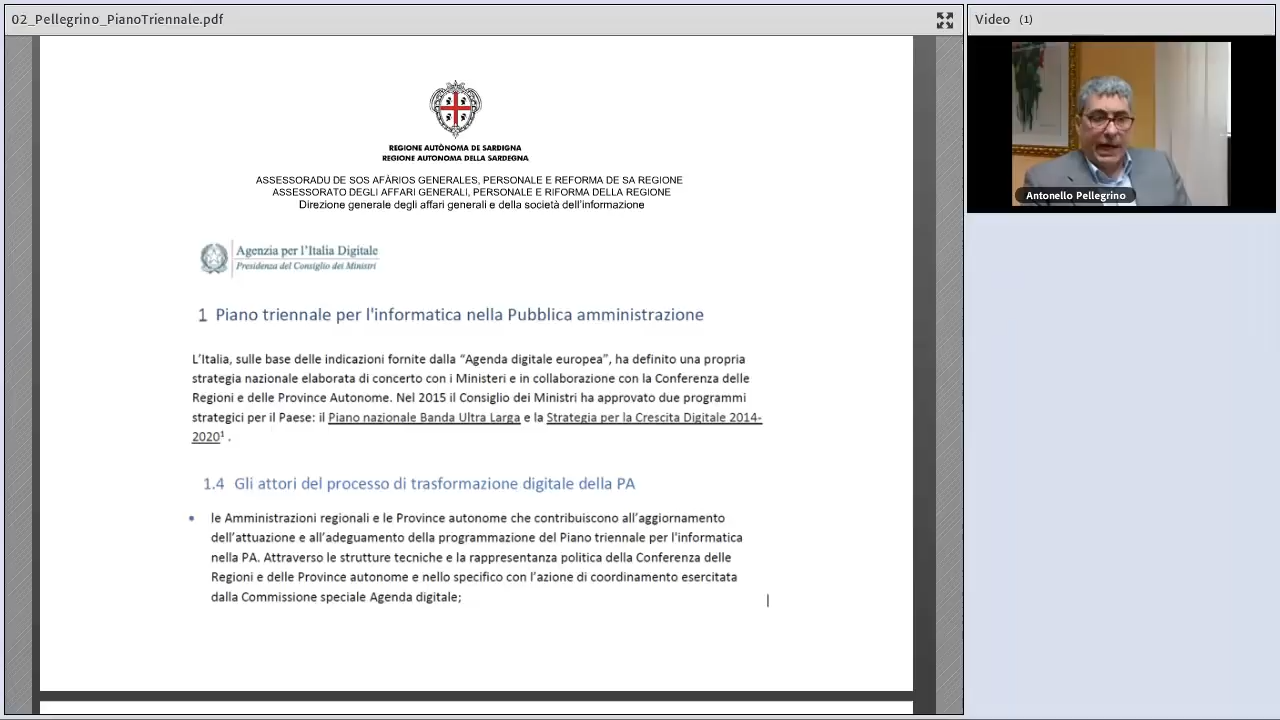 02_Pellegrino_PianoTriennale.pdf
Video (1)
Antonello Pellegrino
REGIONE AUTÒNOMA DE SARDIGNA
REGIONE AUTONOMA DELLA SARDEGNA
ASSESSORADU DE SOS AFÀRIOS GENERALES, PERSONALE E REFORMA DE SA REGIONE
ASSESSORATO DEGLI AFFARI GENERALI, PERSONALE E RIFORMA DELLA REGIONE
Direzione generale degli affari generali e della società dell'informazione
Agenzia per l'Italia Digitale
Presidenza del Consiglio dei Ministri
1 Piano triennale per l'informatica nella Pubblica amministrazione
L'Italia, sulle base delle indicazioni fornite dalla "Agenda digitale europea", ha definito una propria
strategia nazionale elaborata di concerto con i Ministeri e in collaborazione con la Conferenza delle
Regioni e delle Province Autonome. Nel 2015 il Consiglio dei Ministri ha approvato due programmi
strategici per il Paese: il Piano nazionale Banda Ultra Larga e la Strategia per la Crescita Digitale 2014-
2020¹ .
1.4 Gli attori del processo di trasformazione digitale della PA
• le Amministrazioni regionali e le Province autonome che contribuiscono all'aggiornamento
dell'attuazione e all'adeguamento della programmazione del Piano triennale per l'informatica
nella PA. Attraverso le strutture tecniche e la rappresentanza politica della Conferenza delle
Regioni e delle Province autonome e nello specifico con l'azione di coordinamento esercitata
dalla Commissione speciale Agenda digitale;